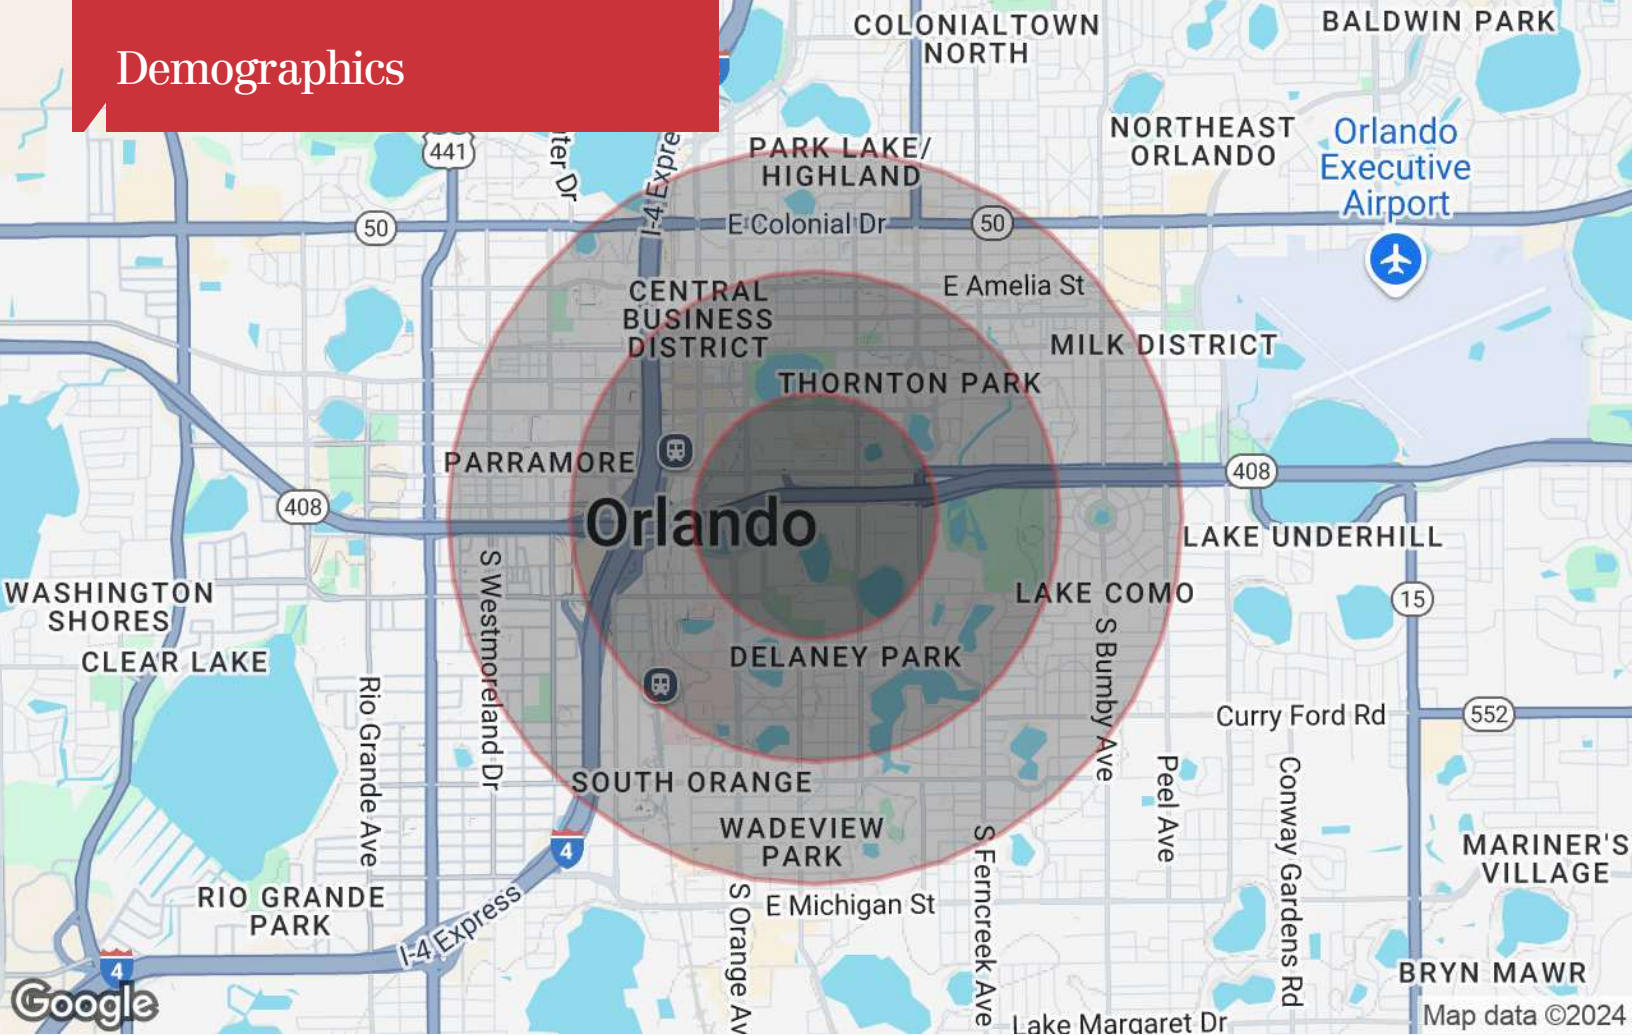 Demographics
COLONIALTOWN
NORTH
BALDWIN PARK
441
ter Dr
I-4 Expre
PARK LAKE/
HIGHLAND
NORTHEAST
ORLANDO
Orlando
Executive
Airport
50
E Colonial Dr
50
CENTRAL
BUSINESS
DISTRICT
E Amelia St
MILK DISTRICT
THORNTON PARK
PARRAMORE
408
408
Orlando
LAKE UNDERHILL
WASHINGTON
SHORES
S Westmoreland Dr
LAKE COMO
15
CLEAR LAKE
DELANEY PARK
S Bumby Ave
Rio Grande Ave
Curry Ford Rd
552
SOUTH ORANGE
Peel Ave
Conway Gardens Rd
WADEVIEW
PARK
4
S Ferncreek Ave
MARINER'S
VILLAGE
RIO GRANDE
PARK
I-4 Express
S Orange Av
E Michigan St
4
BRYN MAWR
Google
Lake Margaret Dr
Map data ©2024